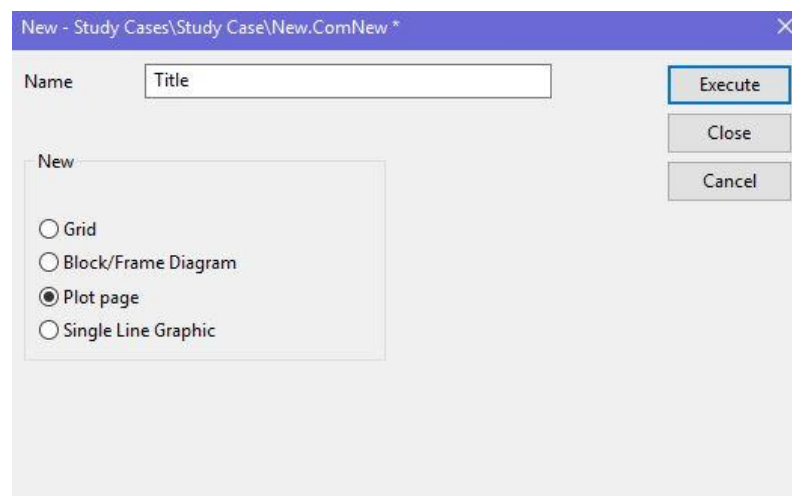 New - Study Cases\Study Case\New.ComNew *
Name Title
Execute
Close
Cancel
New
Grid
Block/Frame Diagram
Plot page
Single Line Graphic